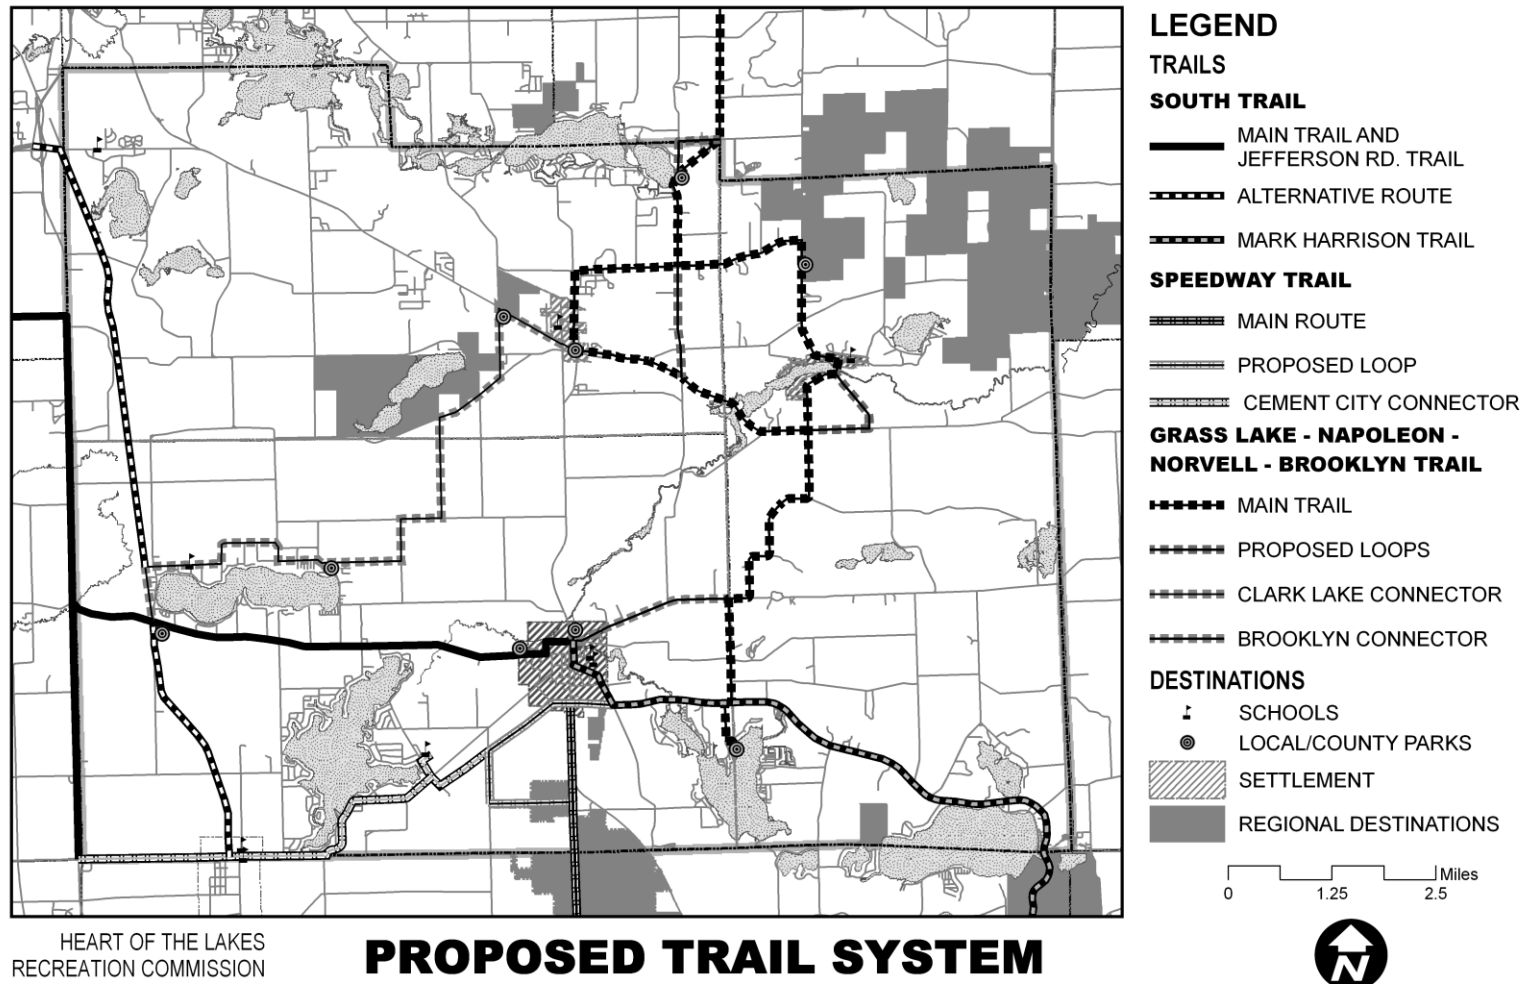 LEGEND
TRAILS
SOUTH TRAIL
MAIN TRAIL AND
JEFFERSON RD. TRAIL
ALTERNATIVE ROUTE
MARK HARRISON TRAIL
SPEEDWAY TRAIL
MAIN ROUTE
PROPOSED LOOP
CEMENT CITY CONNECTOR
GRASS LAKE - NAPOLEON -
NORVELL - BROOKLYN TRAIL
MAIN TRAIL
PROPOSED LOOPS
CLARK LAKE CONNECTOR
BROOKLYN CONNECTOR
DESTINATIONS
SCHOOLS
LOCAL/COUNTY PARKS
SETTLEMENT
REGIONAL DESTINATIONS
Miles
0 1.25 2.5
N
HEART OF THE LAKES
RECREATION COMMISSION
PROPOSED TRAIL SYSTEM